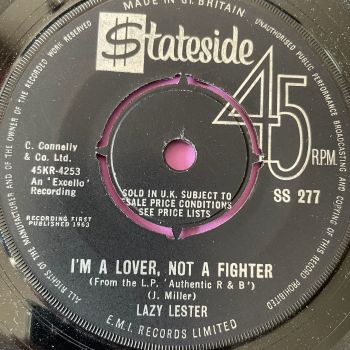 MADE IN GT. BRITAIN
$tateside
45 RPM
C. Connelly
& Co. Ltd.
45KR-4253
An 'Excello'
Recording
RECORDING FIRST
PUBLISHED 1963
SOLD IN U.K. SUBJECT TO
RESALE PRICE CONDITIONS
SEE PRICE LISTS
SS 277
I'M A LOVER, NOT A FIGHTER
(From the L.P. 'Authentic R & B')
(J. Miller)
LAZY LESTER
E.M.I. RECORDS LIMITED
ALL RIGHTS OF THE MANUFACTURER AND OF THE OWNER OF THE RECORDED WORK RESERVED
UNAUTHORISED PUBLIC PERFORMANCE BROADCASTING AND COPYING OF THIS RECORD PROHIBITED